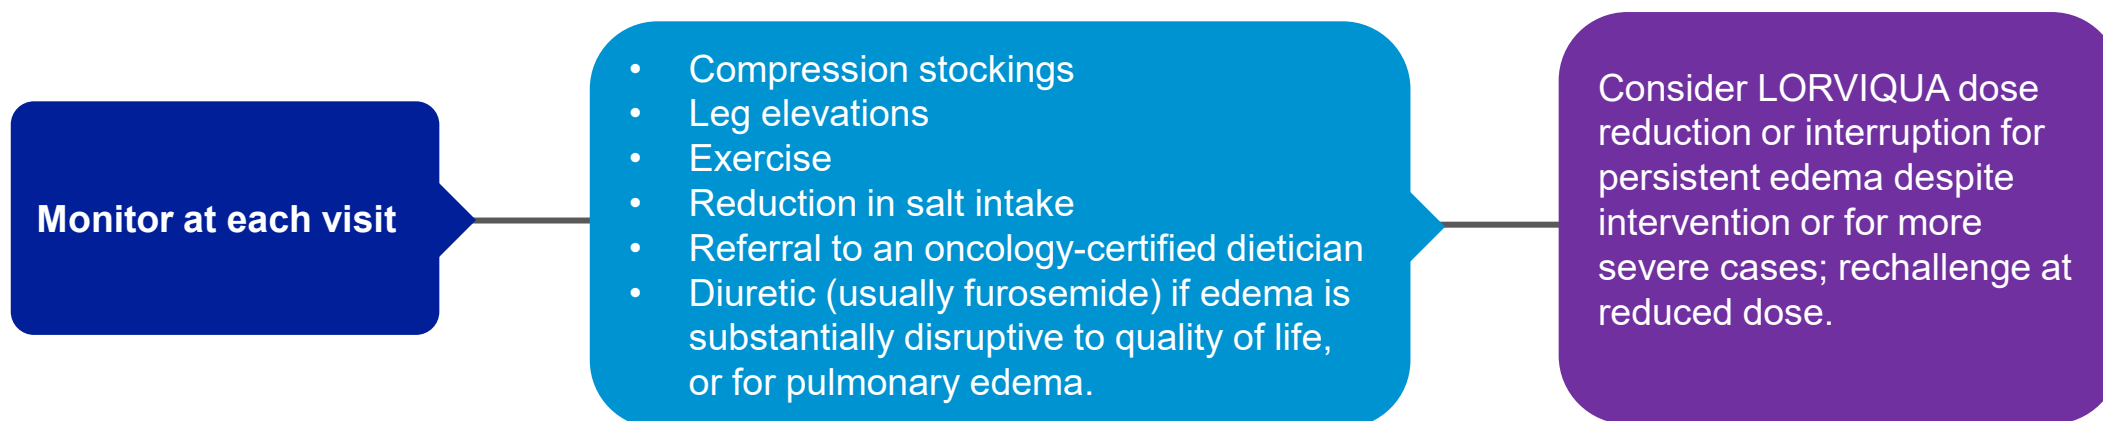 Monitor at each visit
• Compression stockings
• Leg elevations
• Exercise
• Reduction in salt intake
• Referral to an oncology-certified dietician
• Diuretic (usually furosemide) if edema is
substantially disruptive to quality of life,
or for pulmonary edema.
Consider LORVIQUA dose
reduction or interruption for
persistent edema despite
intervention or for more
severe cases; rechallenge at
reduced dose.